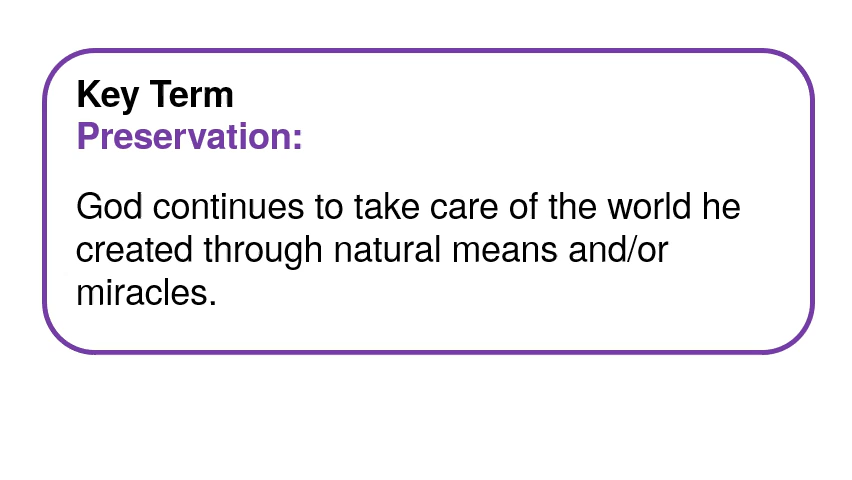 Key Term
Preservation:
God continues to take care of the world he
created through natural means and/or
miracles.